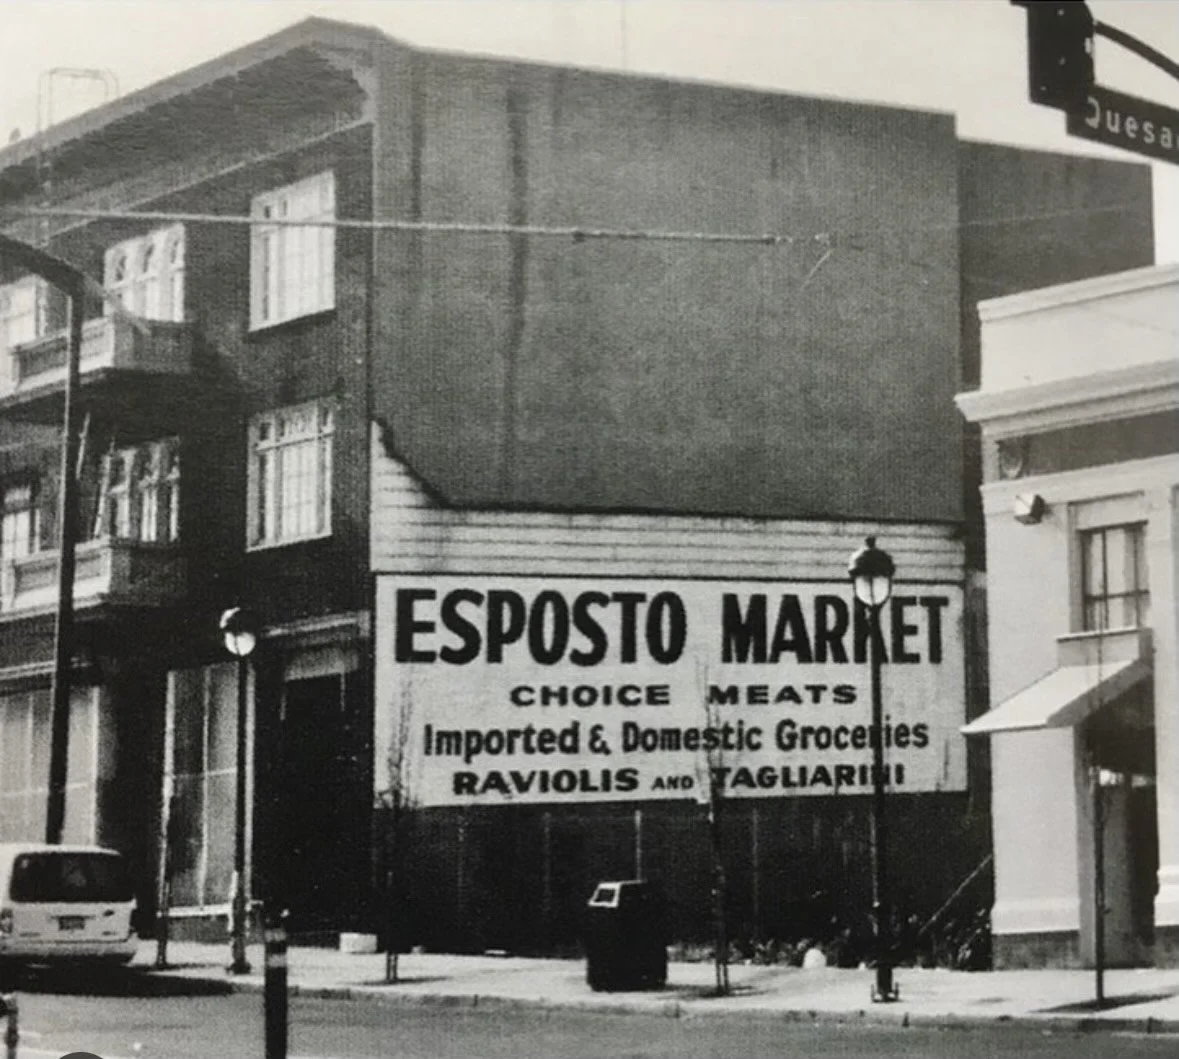 Quesa
ESPOSTO MARKET
CHOICE MEATS
Imported & Domestic Groceries
RAVIOLIS AND TAGLIARINI